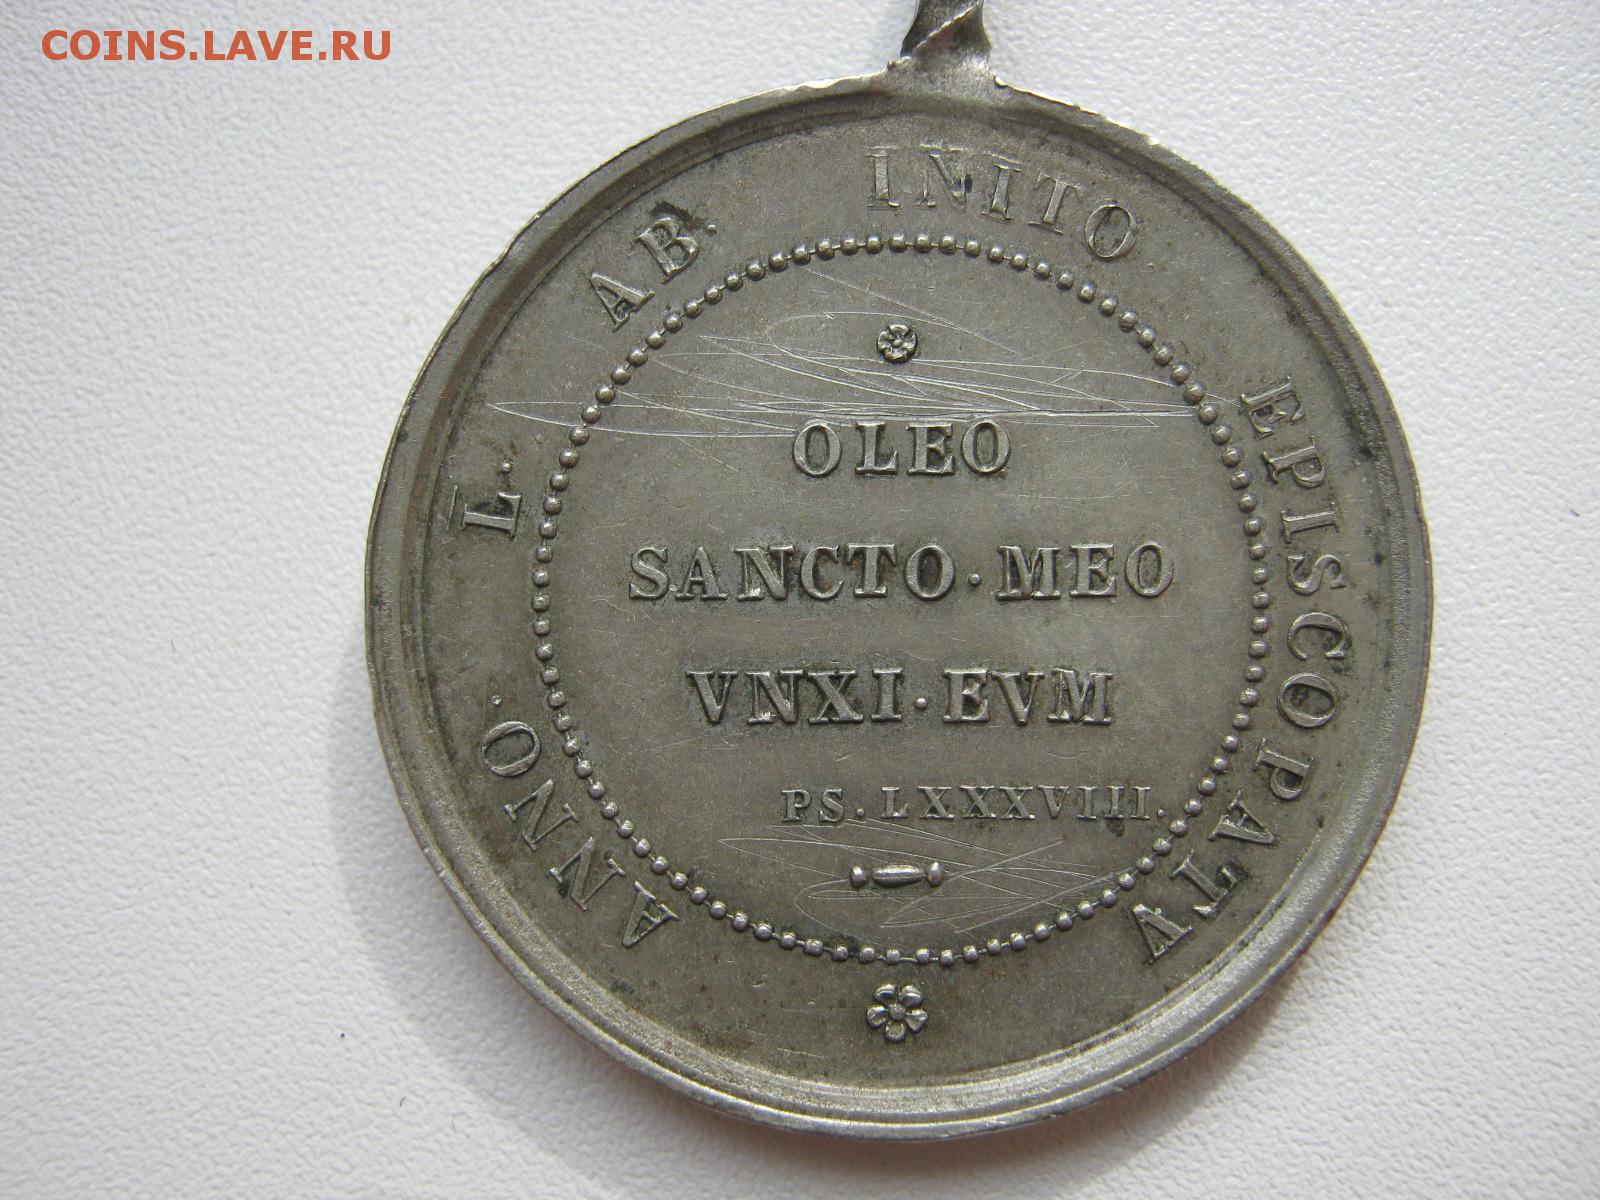 COINS.LAVE.RU
ANNO. L. AB. INITO EPISCOPATV
OLEO
SANCTO·MEO
VNXI·EVM
PS. LXXXVIII.